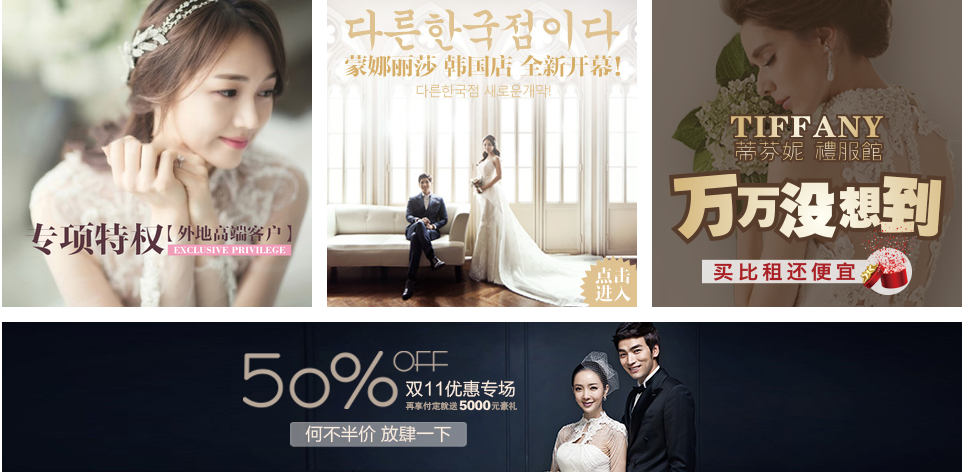 专项特权【外地高端客户】
EXCLUSIVE PRIVILEGE
다른한국점이다
蒙娜丽莎 韩国店 全新开幕!
다른한국점 새로운개막!
点击
进入
TIFFANY
蒂芬妮 禮服館
万万没想到
买比租还便宜
50% OFF
双11优惠专场
再享付定就送5000元豪礼
何不半价 放肆一下